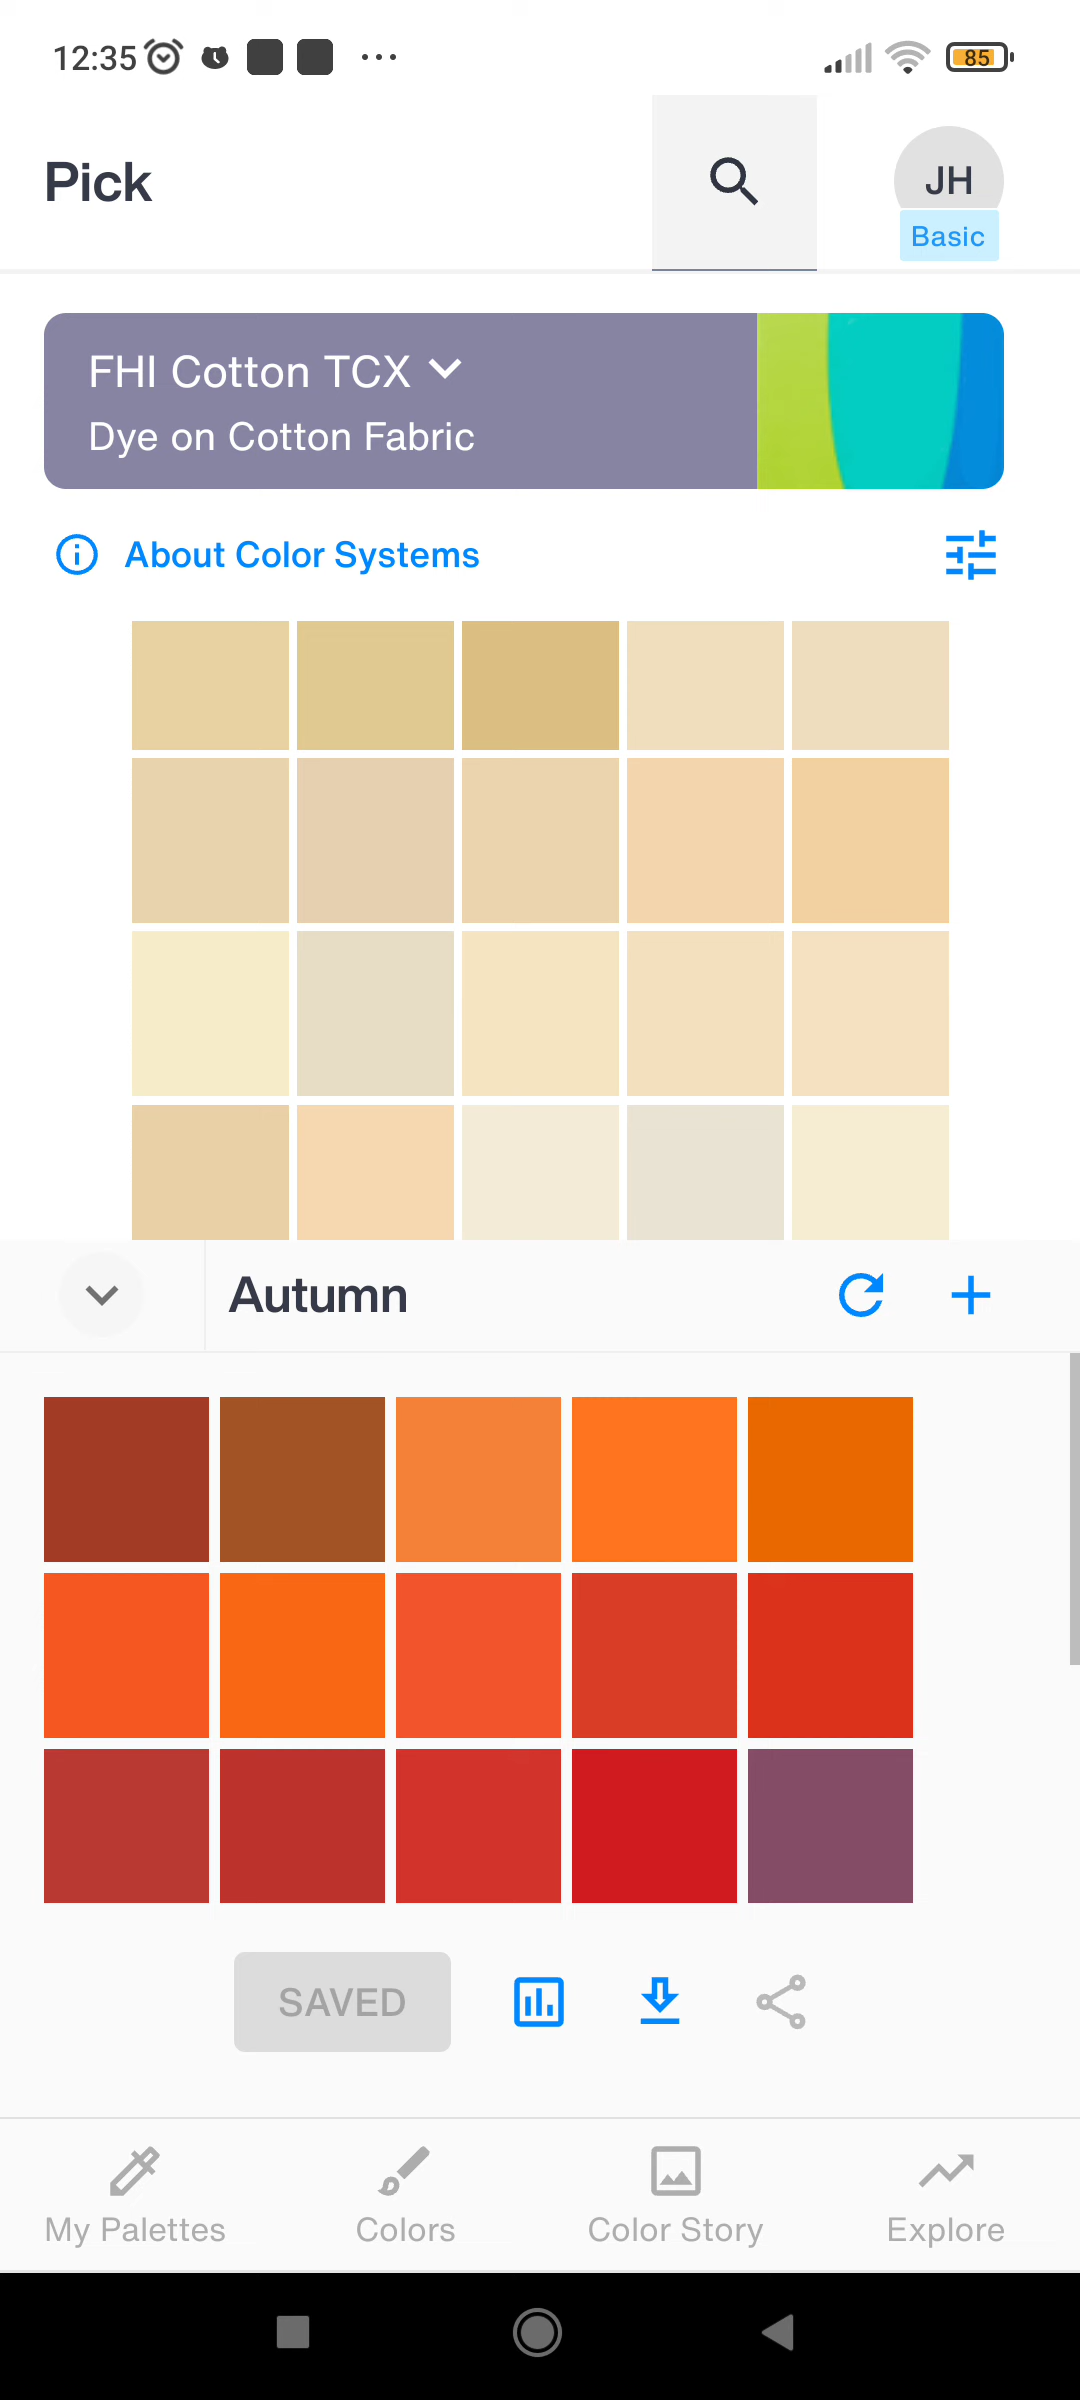 12:35
85
Pick
JH
Basic
FHI Cotton TCX
Dye on Cotton Fabric
About Color Systems
Autumn
SAVED
My Palettes
Colors
Color Story
Explore